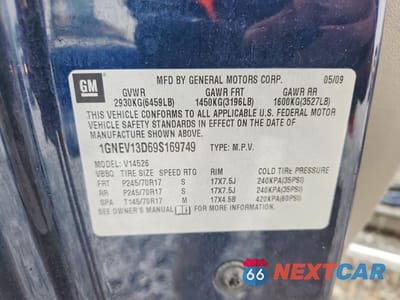 GM
MFD BY GENERAL MOTORS CORP. 05/09
GVWR GAWR FRT GAWR RR
2930KG(6459LB) 1450KG(3196LB) 1600KG(3527LB)
THIS VEHICLE CONFORMS TO ALL APPLICABLE U.S. FEDERAL MOTOR
VEHICLE SAFETY STANDARDS IN EFFECT ON THE DATE OF
MANUFACTURE SHOWN ABOVE.
1GNEV13D69S169749 TYPE: M.P.V.
MODEL: V14526
VBBQ TIRE SIZE SPEED RTG RIM COLD TIRE PRESSURE
FRT P245/70R17 S 17X7.5J 240KPA(35PSI)
RR P245/70R17 S 17X7.5J 240KPA(35PSI)
SPA T145/70R17 M 17X4.5B 420KPA(60PSI)
SEE OWNER'S MANUAL FOR ADDITIONAL INFORMATION
66 NEXTCAR